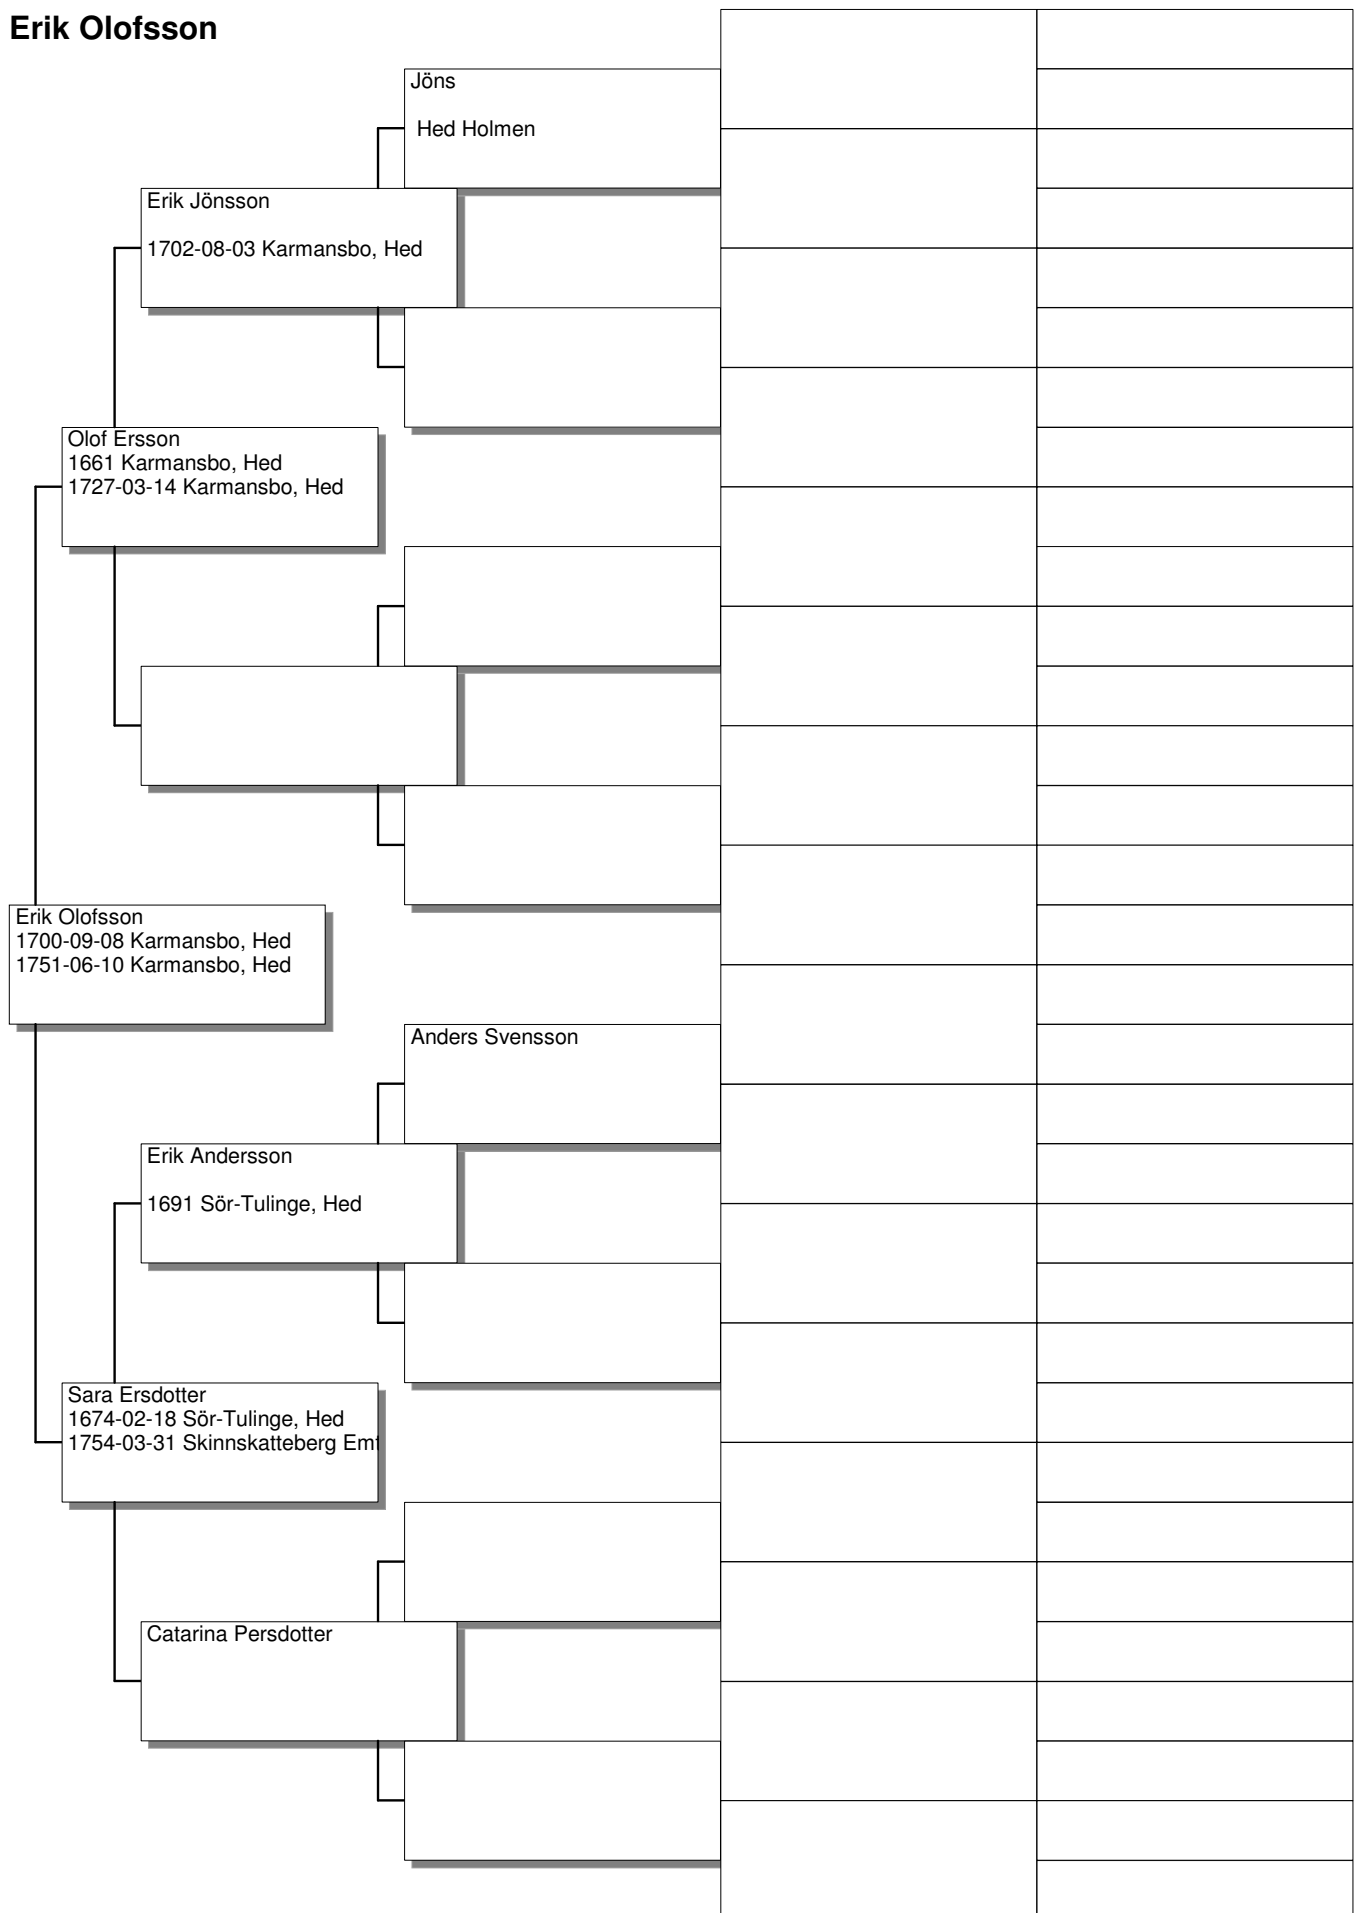 Erik Olofsson
Jöns
Hed Holmen
Erik Jönsson
1702-08-03 Karmansbo, Hed
Olof Ersson
1661 Karmansbo, Hed
1727-03-14 Karmansbo, Hed
Erik Olofsson
1700-09-08 Karmansbo, Hed
1751-06-10 Karmansbo, Hed
Anders Svensson
Erik Andersson
1691 Sör-Tulinge, Hed
Sara Ersdotter
1674-02-18 Sör-Tulinge, Hed
1754-03-31 Skinnskatteberg
Catarina Persdotter